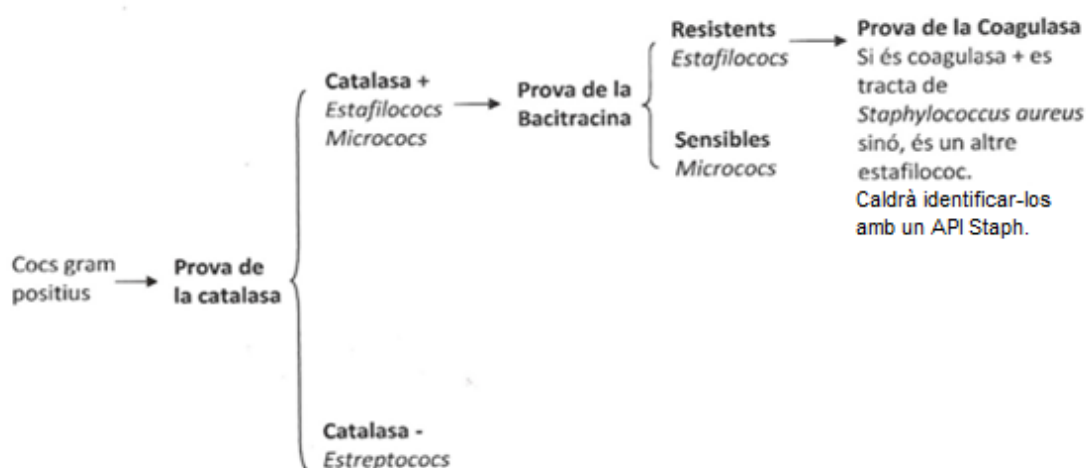 Cocs gram
positius
Prova de
la catalasa
Catalasa +
Estafilococs
Micrococs
Prova de la
Bacitracina
Resistents
Estafilococs
Prova de la Coagulasa
Si és coagulasa + es
tracta de
Staphylococcus aureus
sinó, és un altre
estafilococ.
Caldrà identificar-los
amb un API Staph.
Sensibles
Micrococs
Catalasa -
Estreptococs